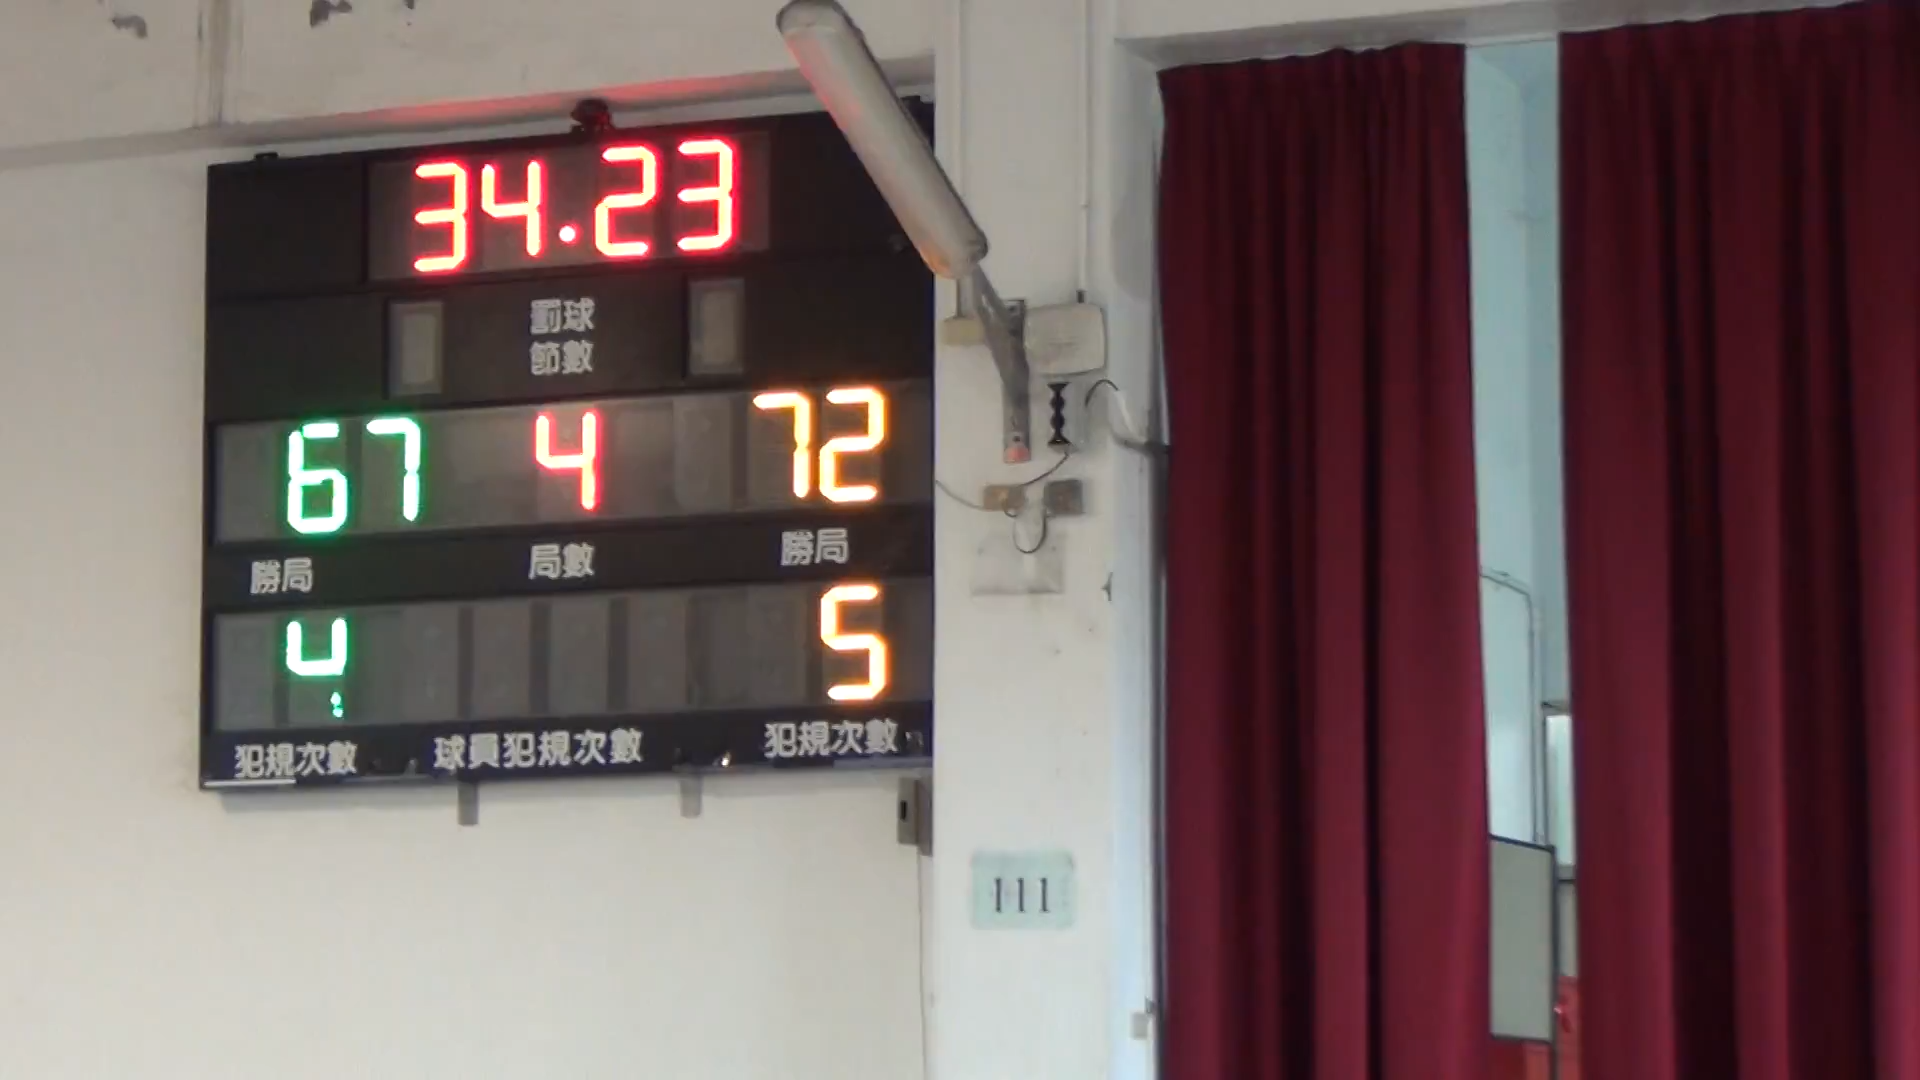 34.23
罰球
節數
67 4 72
勝局 局數 勝局
4 5
犯規次數 球員犯規次數 犯規次數
111